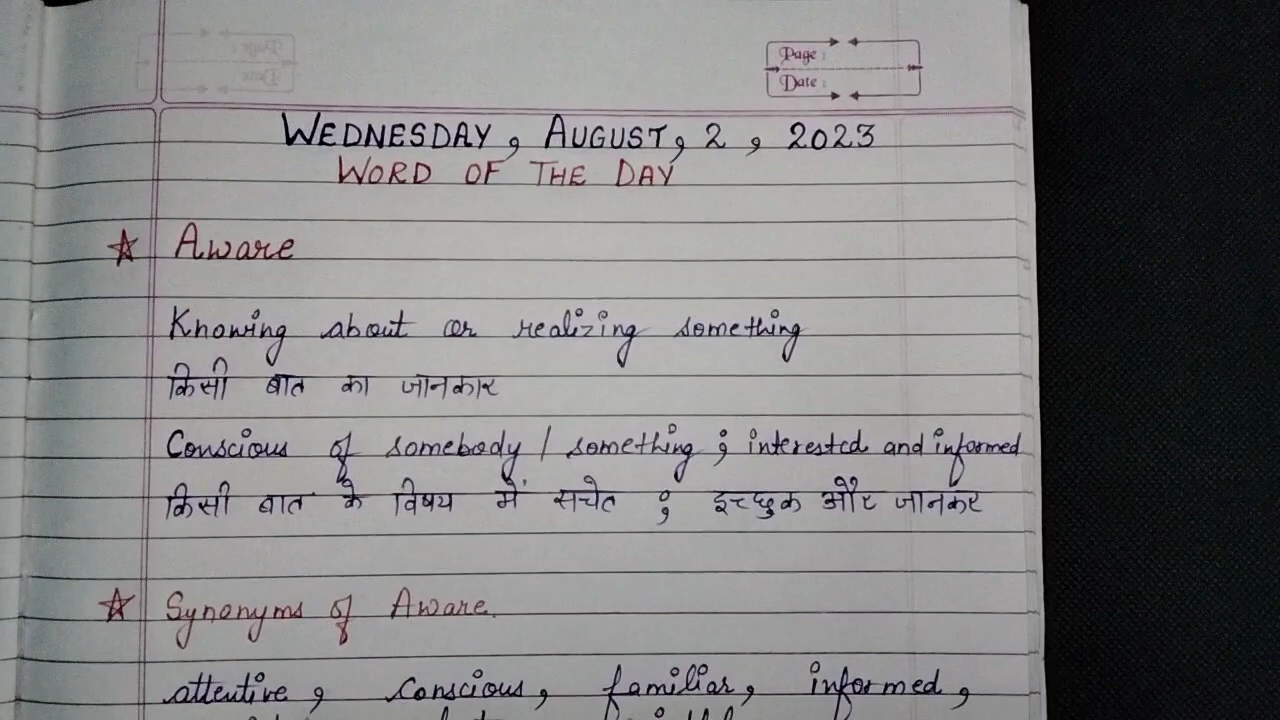 Page :
Date :
WEDNESDAY, AUGUST, 2, 2023
WORD OF THE DAY
☆ Aware
Knowing about or realizing something
किसी बात का जानकार
Conscious of somebody / something ; interested and informed
किसी बात के विषय में सचेत ; इच्छुक और जानकर
☆ Synonyms of Aware.
attentive, conscious, familiar, informed,